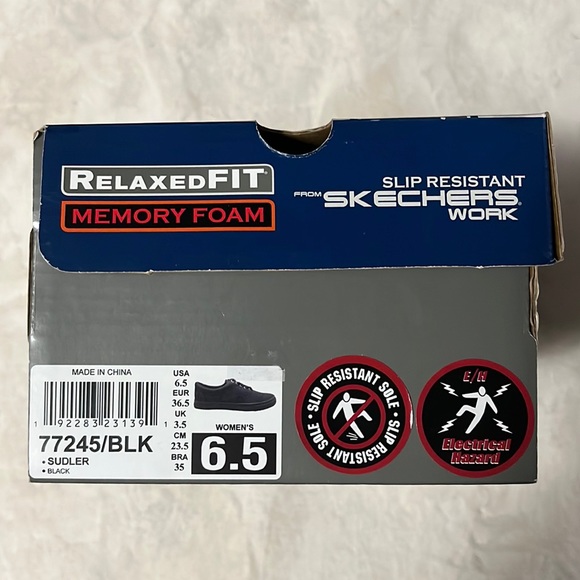 RELAXEDFIT®
MEMORY FOAM
SLIP RESISTANT
FROM SKECHERS®
WORK
MADE IN CHINA
1 92283 23139 1
77245/BLK
• SUDLER
• BLACK
USA
6.5
EUR
36.5
UK
3.5
CM
23.5
BRA
35
WOMEN'S
6.5
SLIP RESISTANT SOLE • SLIP RESISTANT SOLE •
E/H
Electrical
Hazard